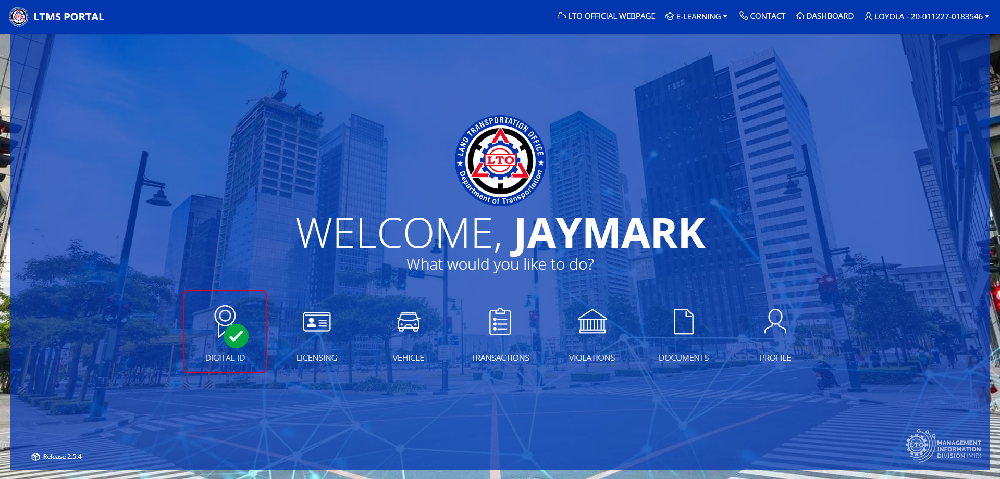 LTMS PORTAL
LTO OFFICIAL WEBPAGE
E-LEARNING
CONTACT
DASHBOARD
LOYOLA - 20-011227-0183546
LAND TRANSPORTATION OFFICE
LTO
Department of Transportation
WELCOME, JAYMARK
What would you like to do?
DIGITAL ID
LICENSING
VEHICLE
TRANSACTIONS
VIOLATIONS
DOCUMENTS
PROFILE
Release 2.5.4
LTO
MANAGEMENT
INFORMATION
DIVISION (MID)